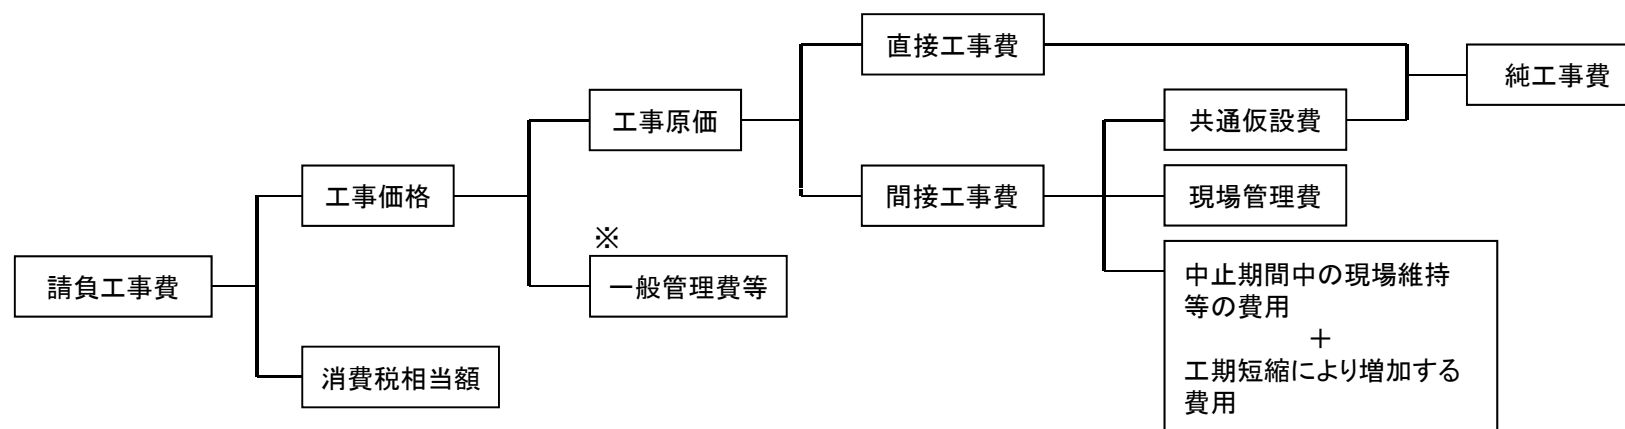 直接工事費
純工事費
工事原価
共通仮設費
工事価格
間接工事費
現場管理費
※
請負工事費
一般管理費等
中止期間中の現場維持
等の費用
+
工期短縮により増加する
費用
消費税相当額